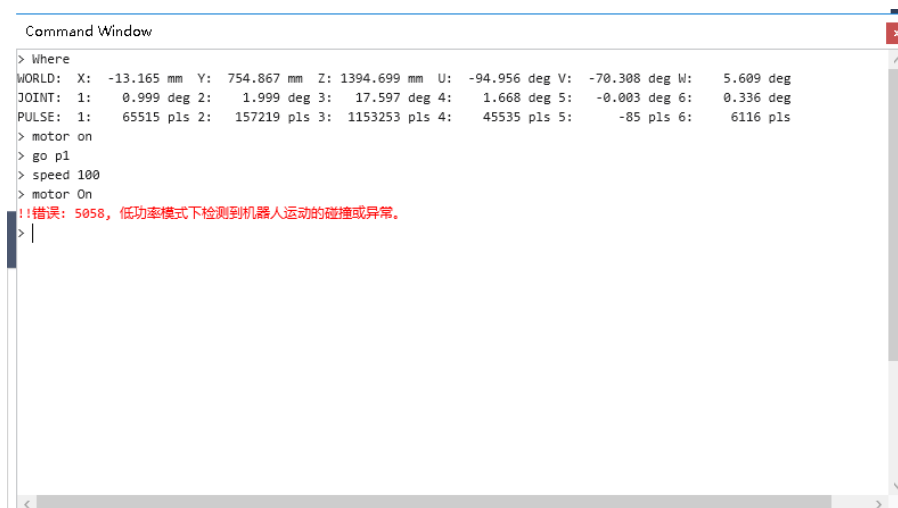 Command Window
> Where
WORLD: X: -13.165 mm Y: 754.867 mm Z: 1394.699 mm U: -94.956 deg V: -70.308 deg W: 5.609 deg
JOINT: 1: 0.999 deg 2: 1.999 deg 3: 17.597 deg 4: 1.668 deg 5: -0.003 deg 6: 0.336 deg
PULSE: 1: 65515 pls 2: 157219 pls 3: 1153253 pls 4: 45535 pls 5: -85 pls 6: 6116 pls
> motor on
> go p1
> speed 100
> motor On
!!错误: 5058, 低功率模式下检测到机器人运动的碰撞或异常。
>